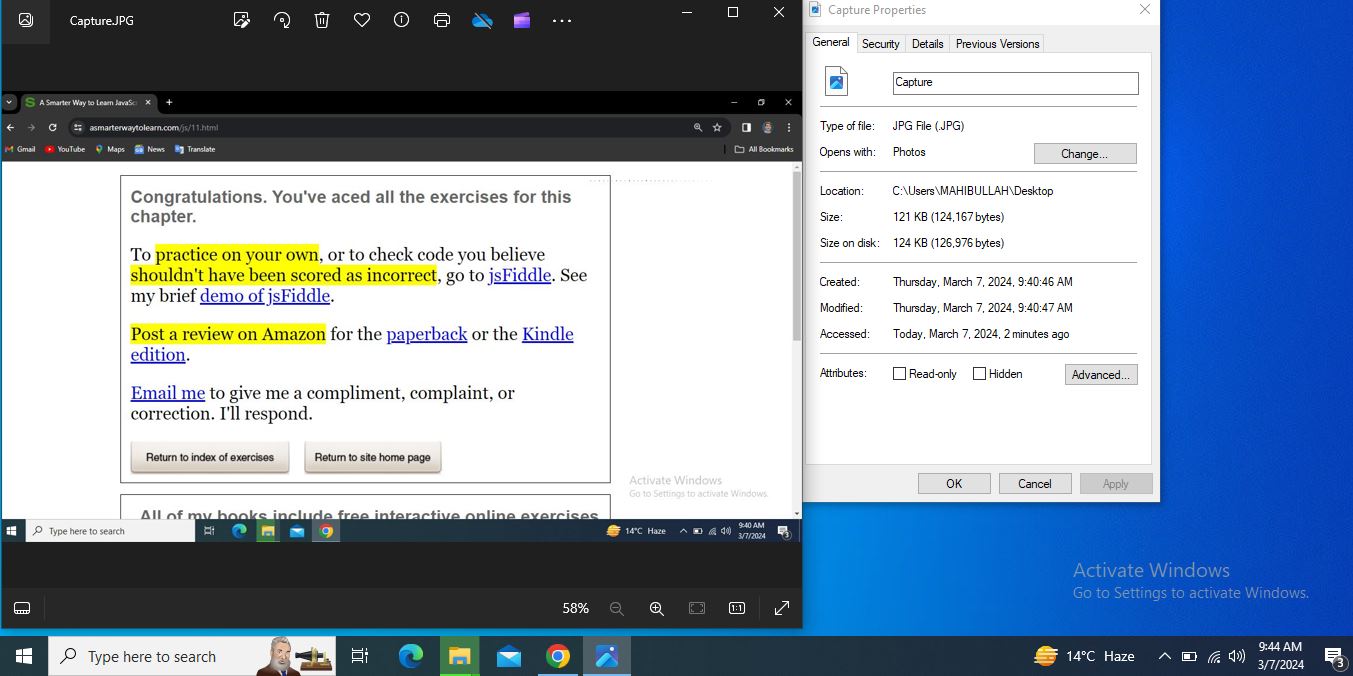 CaptureJPG
A Smarter Way to Learn JavaSc
asmarterwaytolearn.com/js/11.html
Gmail YouTube Maps News Translate All Bookmarks
Congratulations. You've aced all the exercises for this
chapter.
To practice on your own, or to check code you believe
shouldn't have been scored as incorrect, go to jsFiddle. See
my brief demo of jsFiddle.
Post a review on Amazon for the paperback or the Kindle
edition.
Email me to give me a compliment, complaint, or
correction. I'll respond.
Return to index of exercises Return to site home page
Activate Windows
Go to Settings to activate Windows.
All of my books include free interactive online exercises
Type here to search 14°C Haze 9:40 AM
3/7/2024 3
58% 1:1
Capture Properties
General Security Details Previous Versions
Capture
Type of file: JPG File (.JPG)
Opens with: Photos Change...
Location: C:\Users\MAHIBULLAH\Desktop
Size: 121 KB (124,167 bytes)
Size on disk: 124 KB (126,976 bytes)
Created: Thursday, March 7, 2024, 9:40:46 AM
Modified: Thursday, March 7, 2024, 9:40:47 AM
Accessed: Today, March 7, 2024, 2 minutes ago
Attributes: Read-only Hidden Advanced...
OK Cancel Apply
Activate Windows
Go to Settings to activate Windows.
Type here to search 14°C Haze 9:44 AM
3/7/2024 3